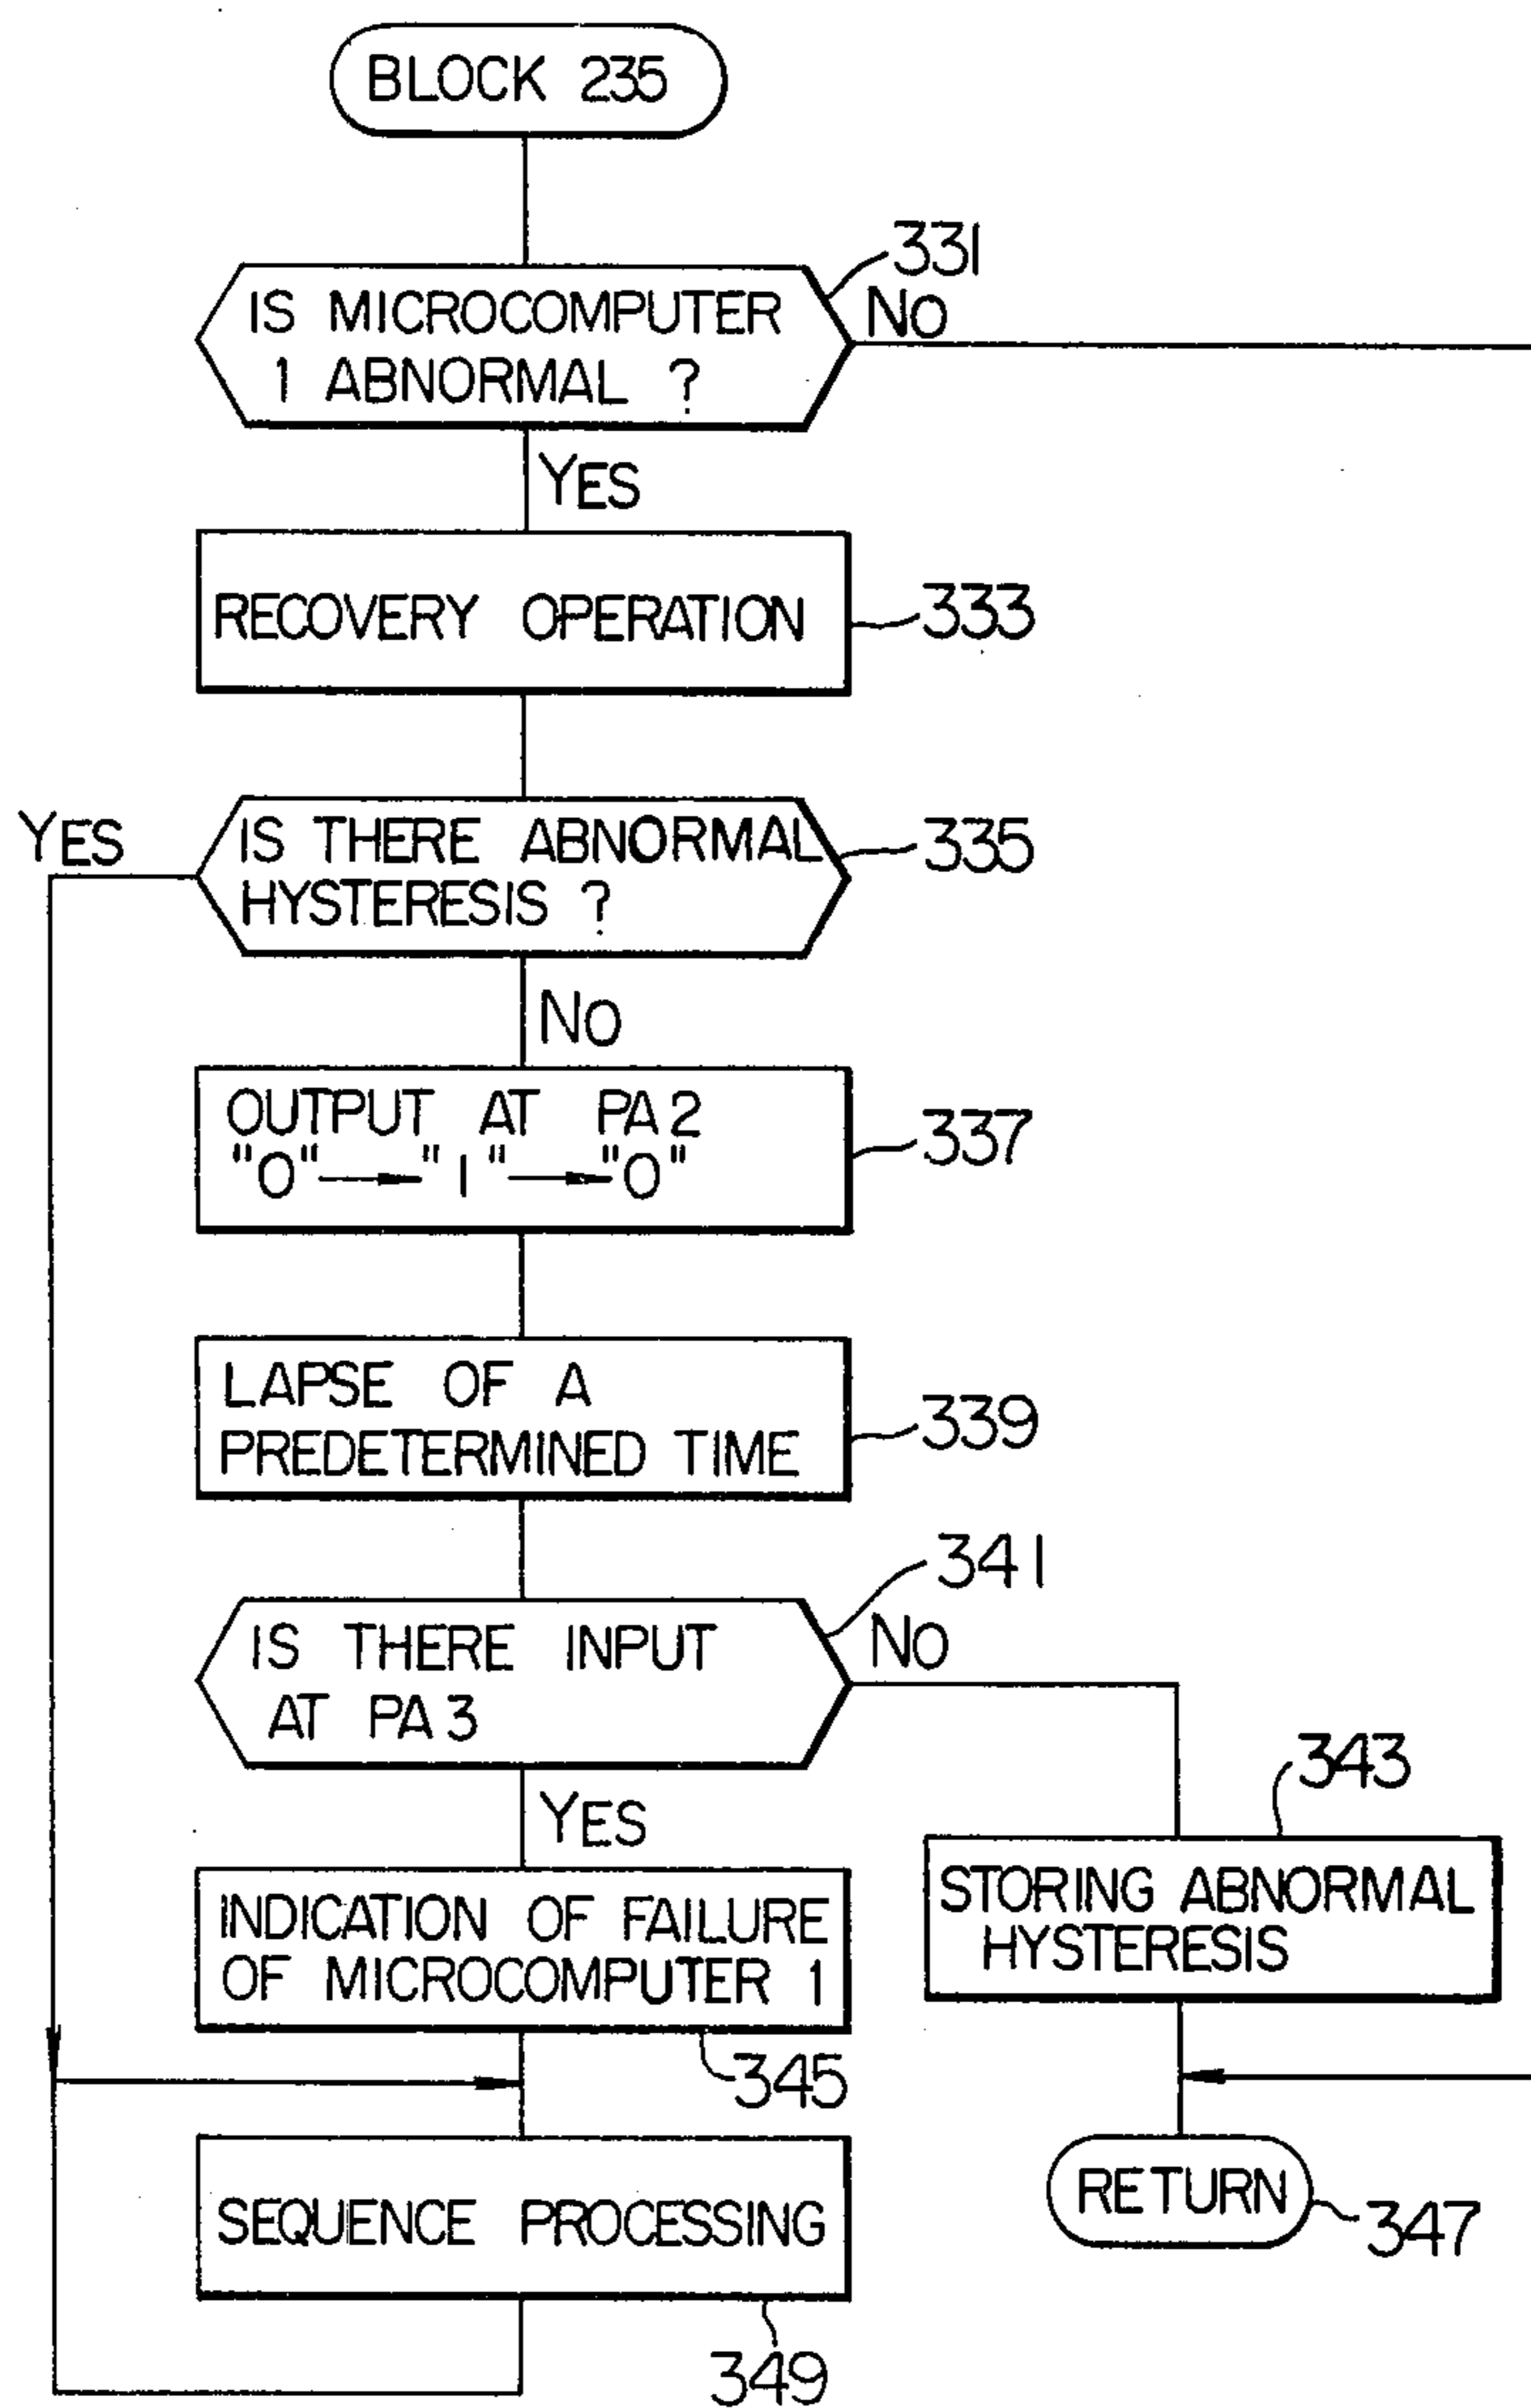 BLOCK 235
331
IS MICROCOMPUTER
1 ABNORMAL ?
NO
YES
RECOVERY OPERATION
333
YES
IS THERE ABNORMAL
HYSTERESIS ?
335
NO
OUTPUT AT PA2
"0" → "1" → "0"
337
LAPSE OF A
PREDETERMINED TIME
339
341
IS THERE INPUT
AT PA3
NO
YES
343
STORING ABNORMAL
HYSTERESIS
INDICATION OF FAILURE
OF MICROCOMPUTER 1
345
SEQUENCE PROCESSING
349
RETURN
347